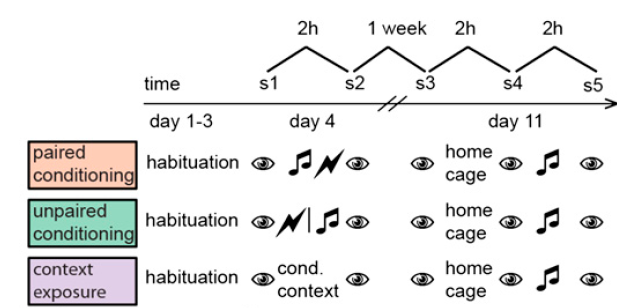 2h 1 week 2h 2h
time s1 s2 s3 s4 s5
day 1-3 day 4 day 11
paired
conditioning
habituation
home
cage
unpaired
conditioning
habituation
home
cage
context
exposure
habituation
cond.
context
home
cage